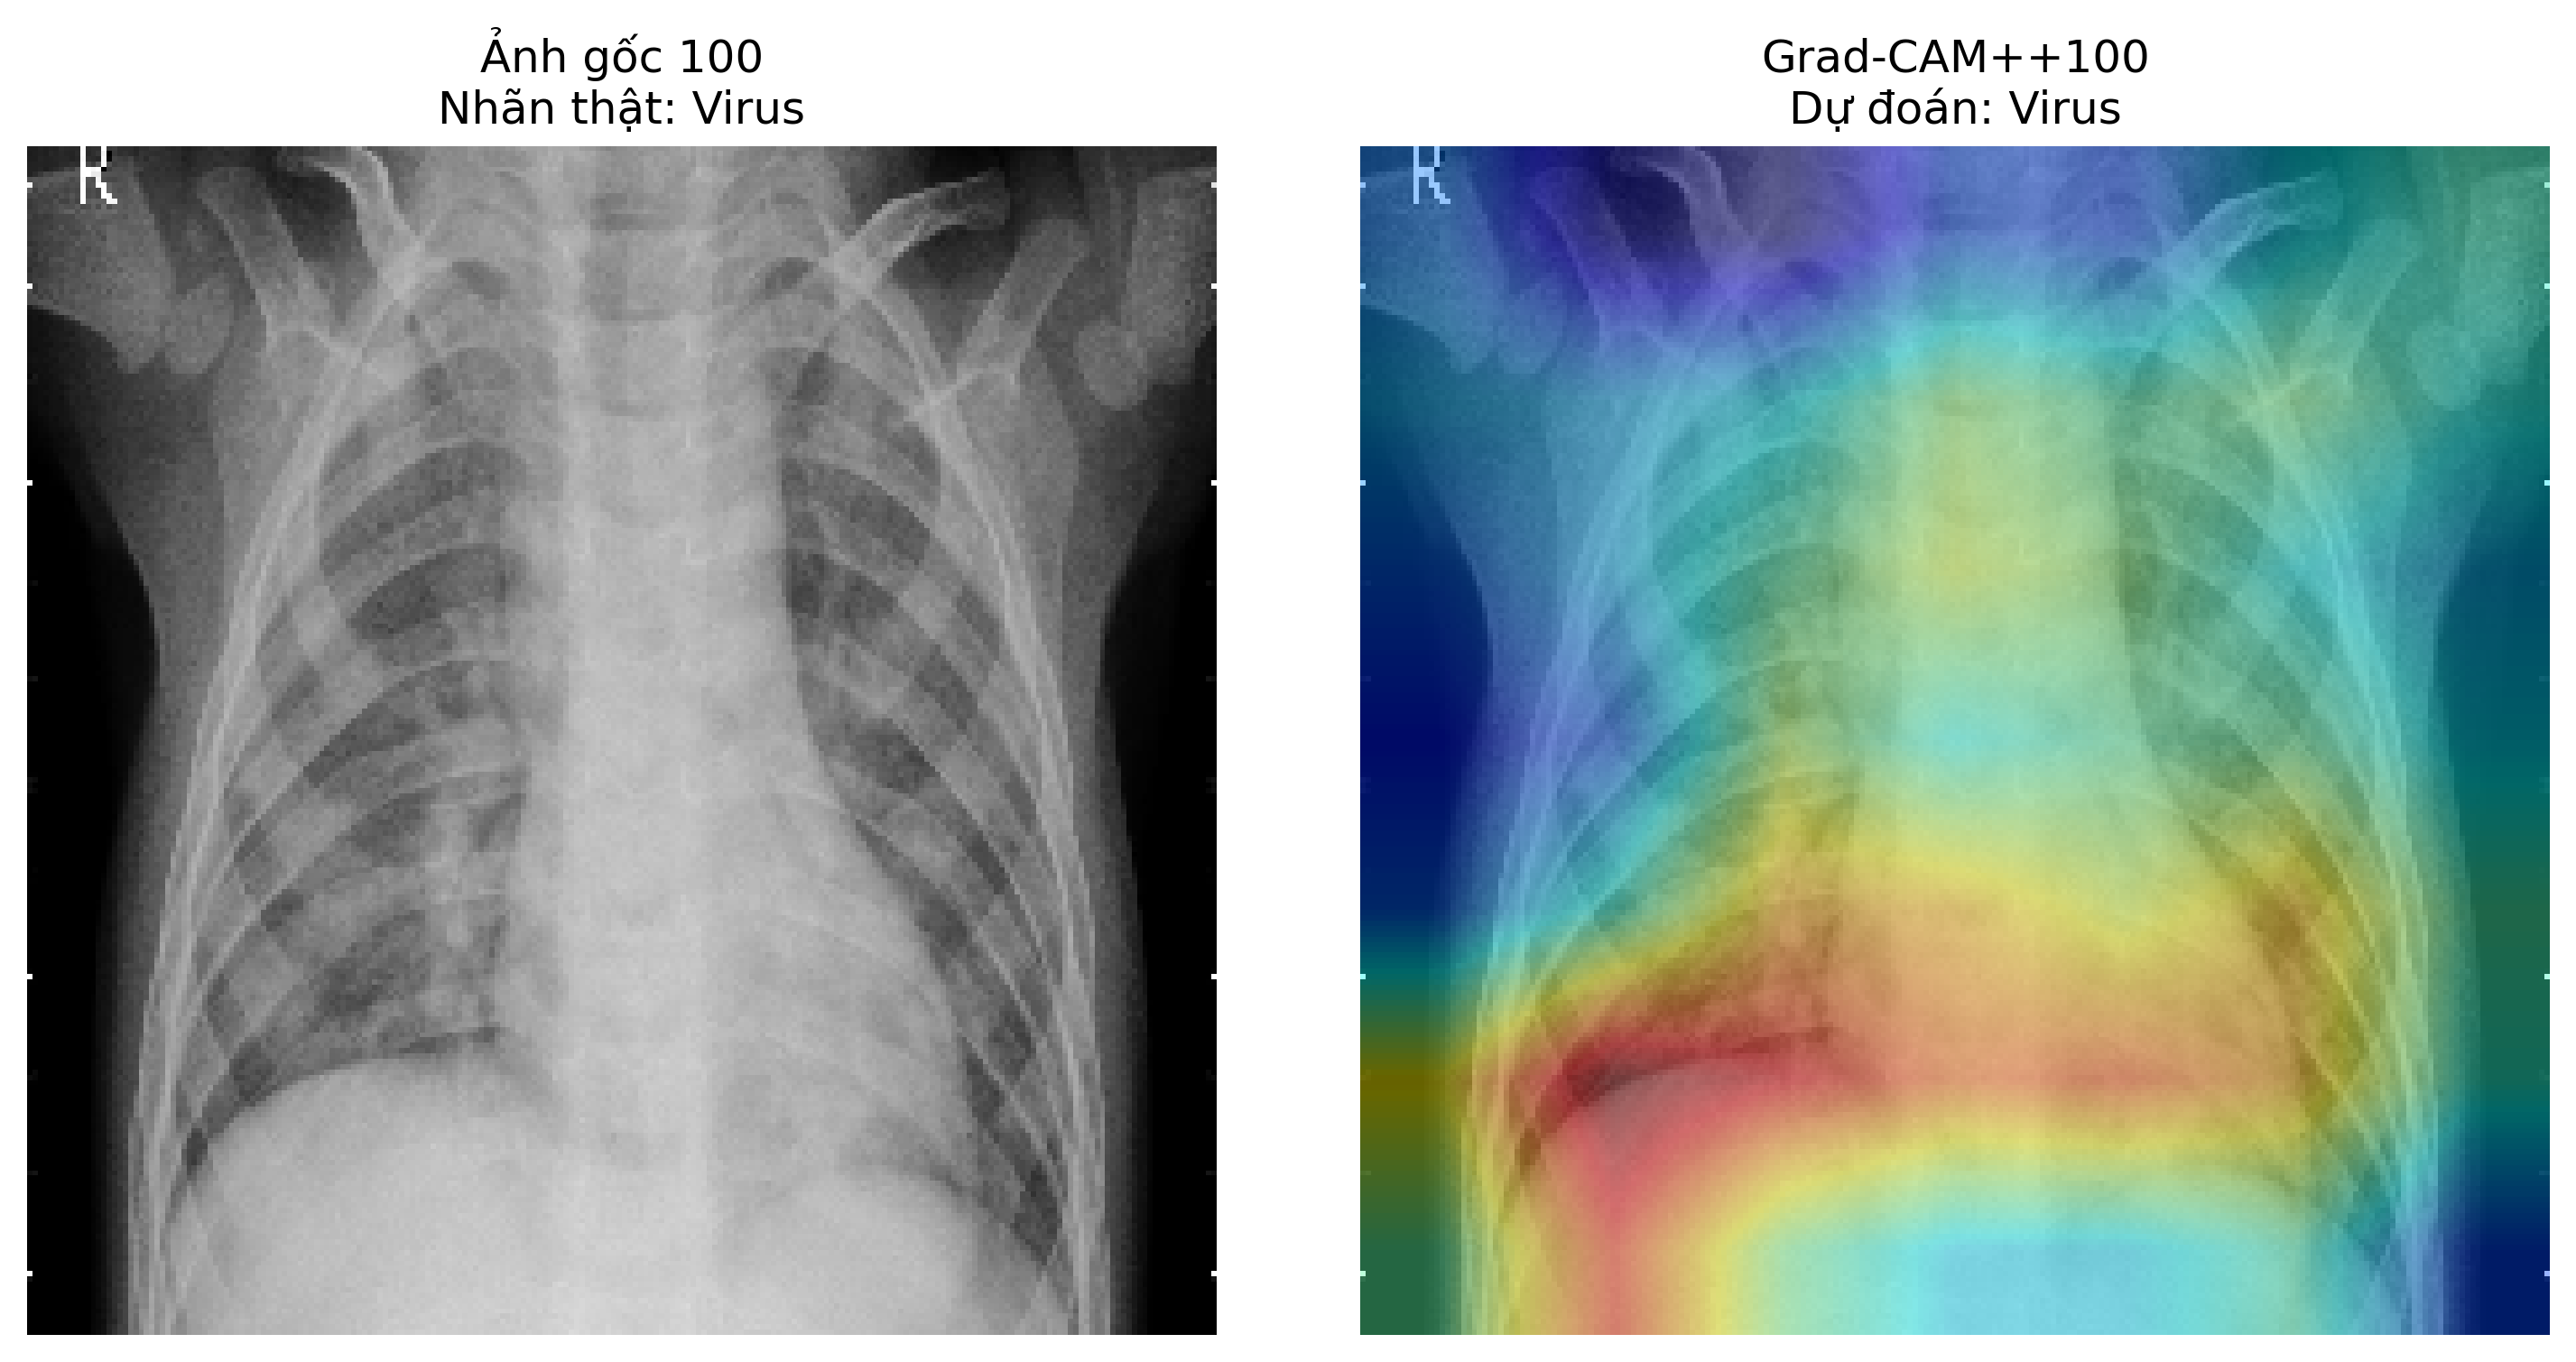 Ảnh gốc 100
Nhãn thật: Virus
Grad-CAM++100
Dự đoán: Virus
R
R